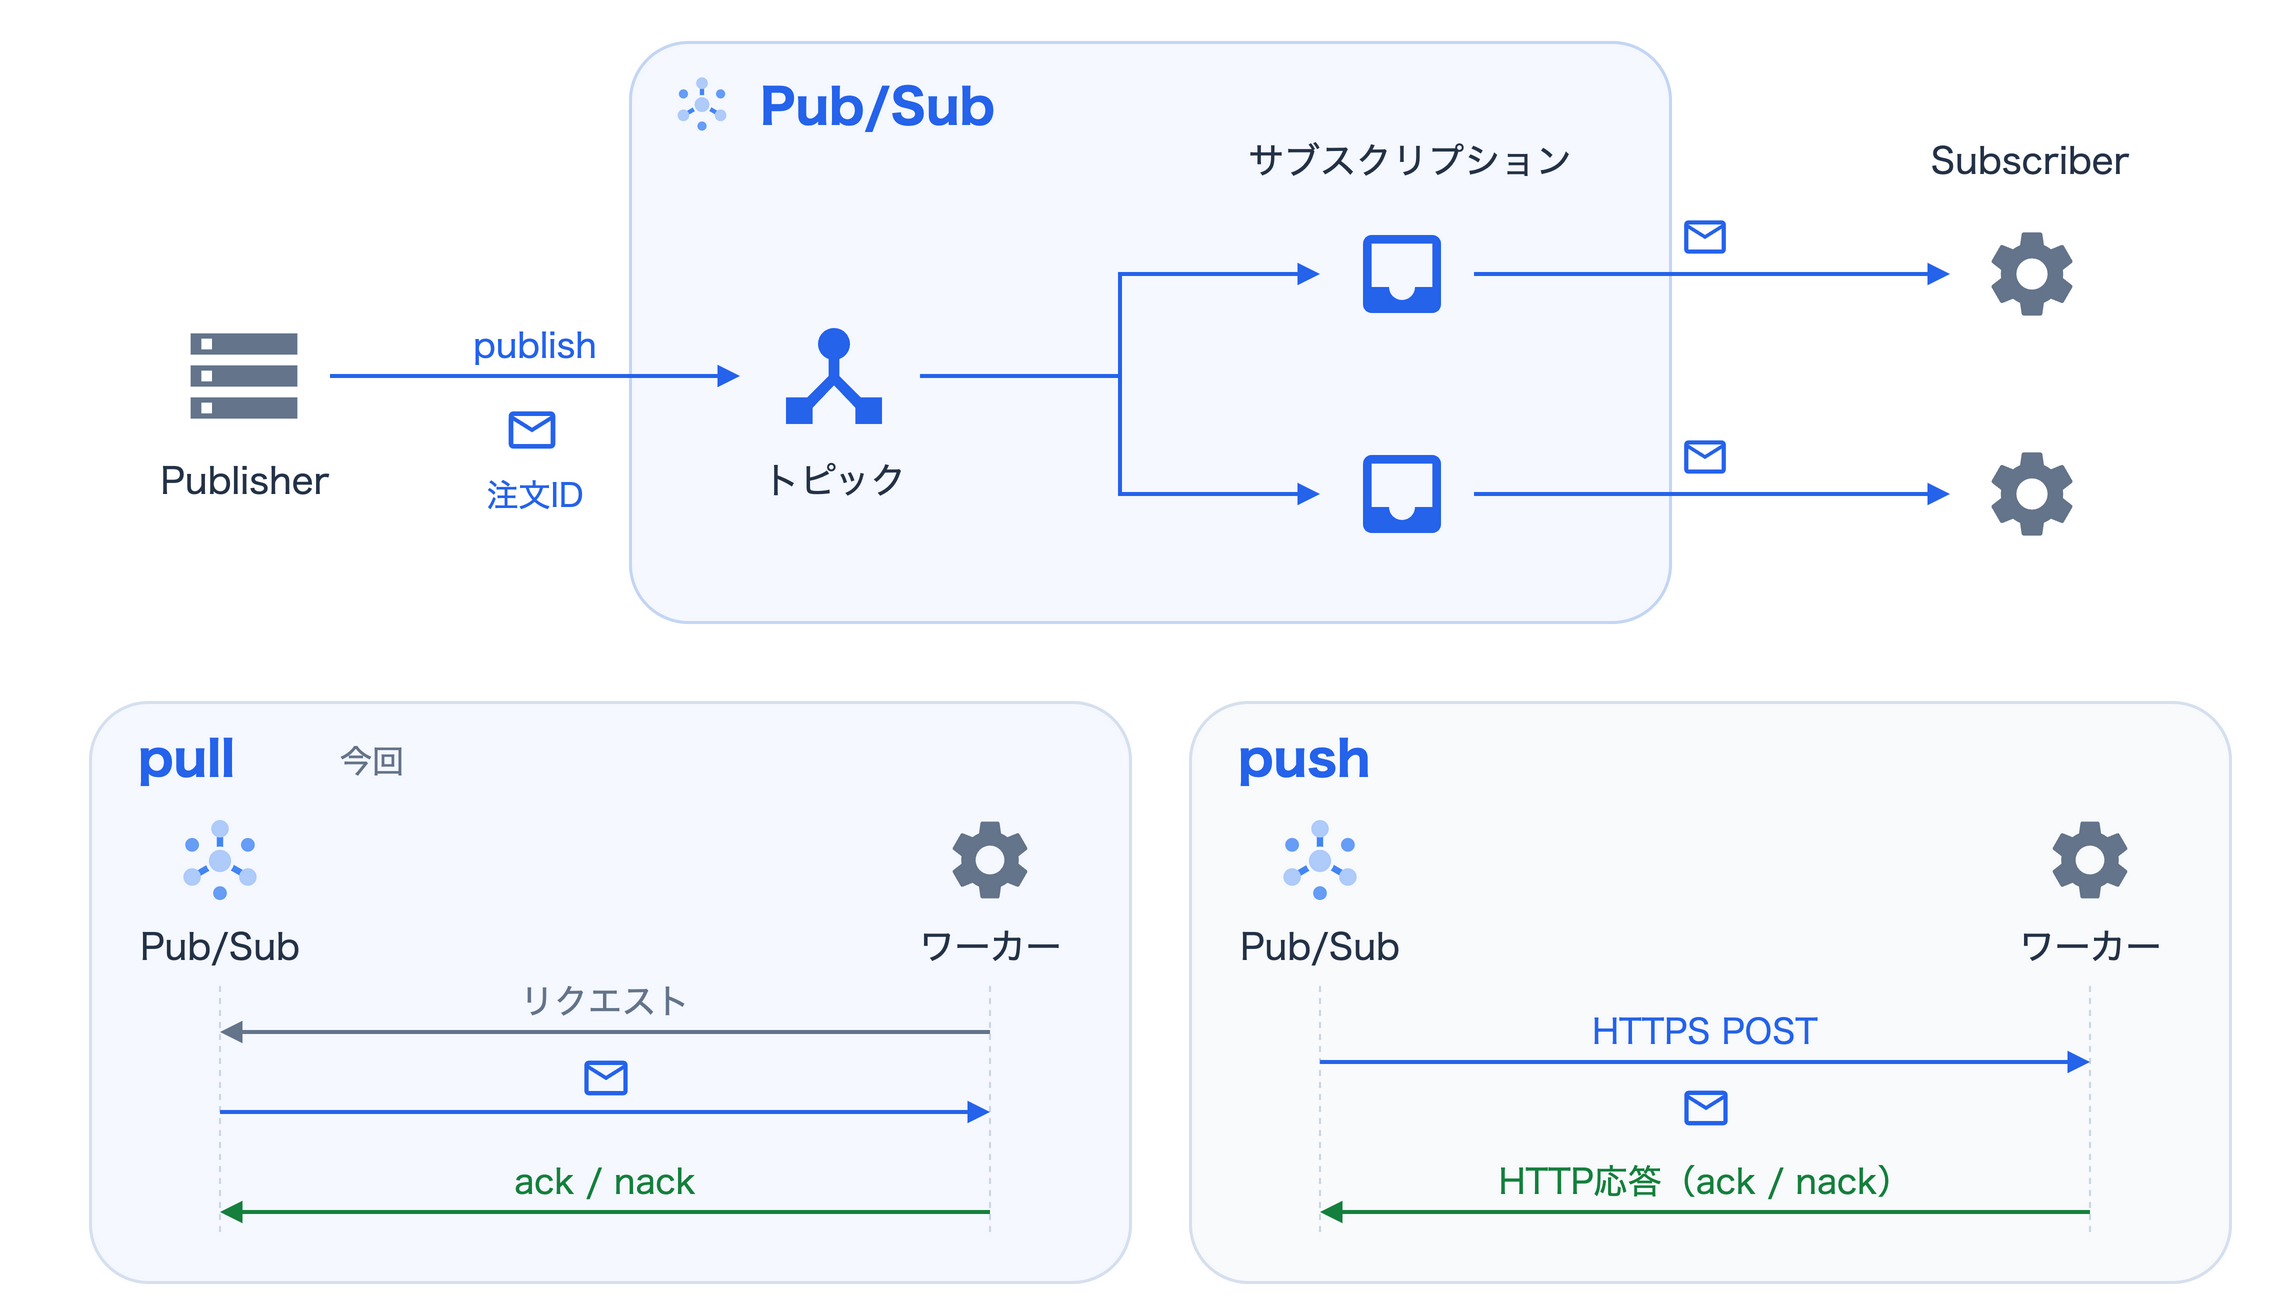 Pub/Sub
サブスクリプション
Subscriber
publish
Publisher
注文ID
トピック
pull
今回
Pub/Sub
ワーカー
リクエスト
ack / nack
push
Pub/Sub
ワーカー
HTTPS POST
HTTP応答（ack / nack）